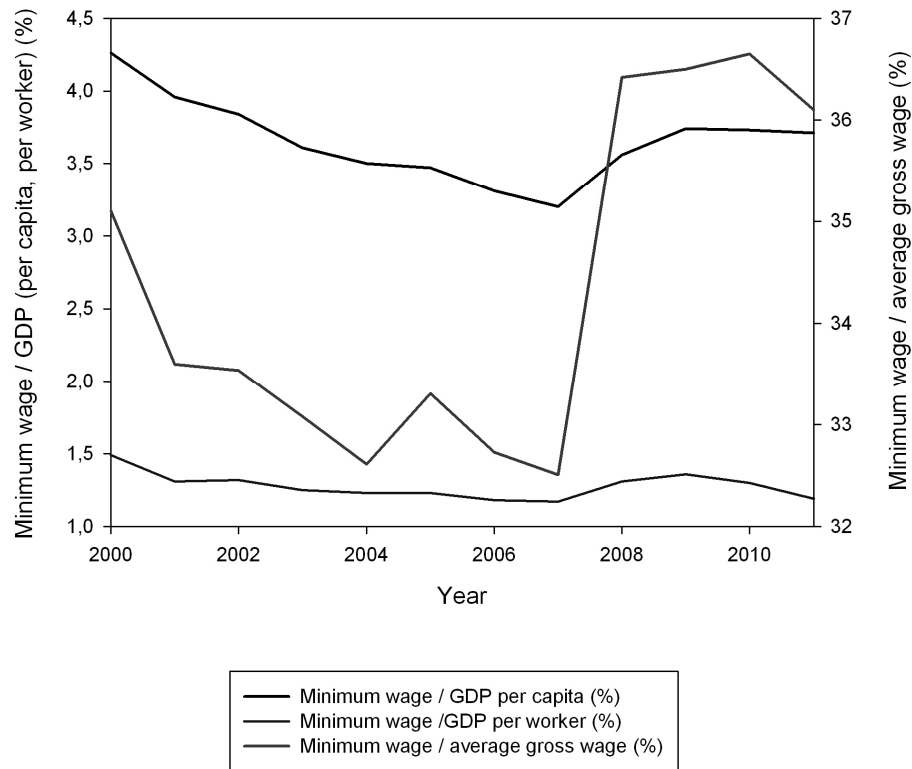 Minimum wage / GDP (per capita, per worker) (%)
4,5
4,0
3,5
3,0
2,5
2,0
1,5
1,0
37
36
35
34
33
32
Minimum wage / average gross wage (%)
2000 2002 2004 2006 2008 2010
Year
Minimum wage / GDP per capita (%)
Minimum wage /GDP per worker (%)
Minimum wage / average gross wage (%)